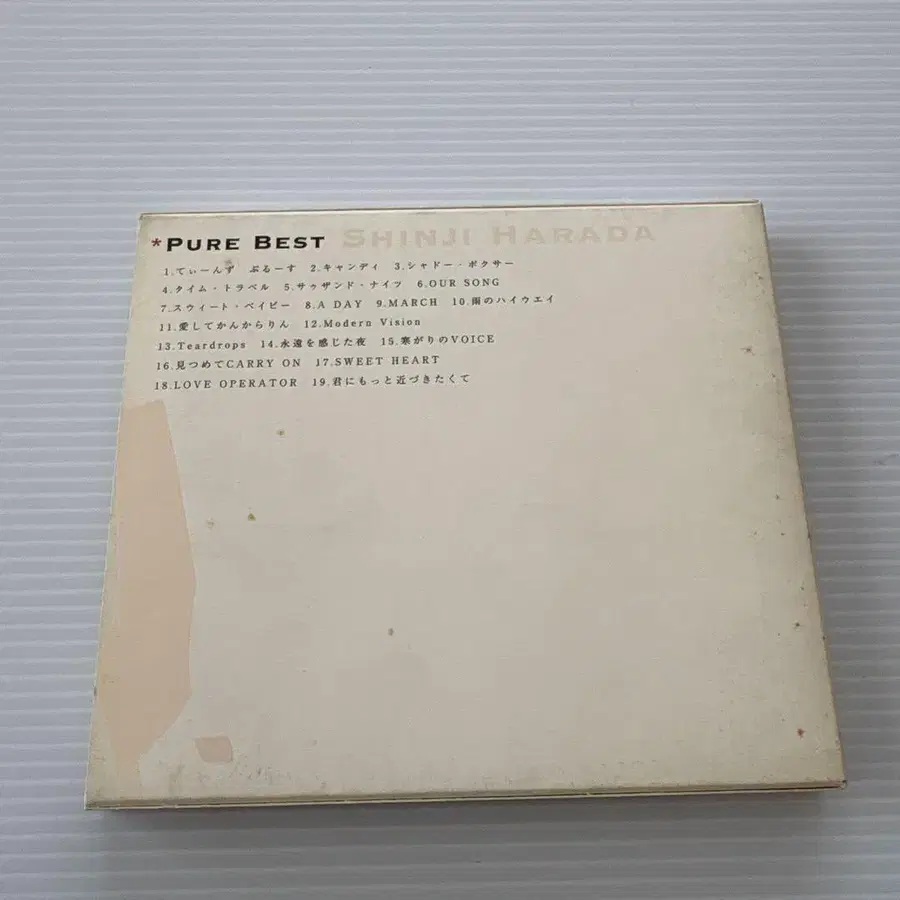 *PURE BEST SHINJI HARADA
1.てぃーんず ぶるーす 2.キャンディ 3.シャドー・ボクサー
4.タイム・トラベル 5.サウザンド・ナイツ 6.OUR SONG
7.スウィート・ベイビー 8.A DAY 9.MARCH 10.雨のハイウエイ
11.愛してかんからりん 12.Modern Vision
13.Teardrops 14.永遠を感じた夜 15.寒がりのVOICE
16.見つめてCARRY ON 17.SWEET HEART
18.LOVE OPERATOR 19.君にもっと近づきたくて